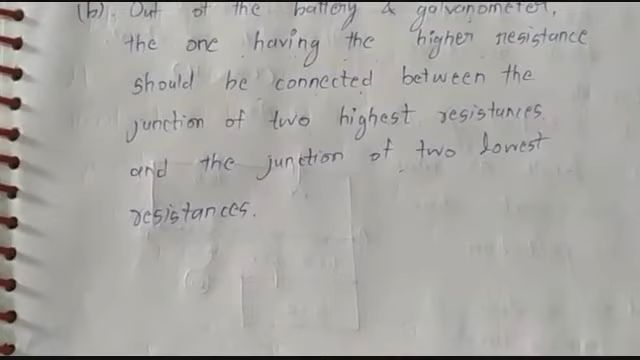 (b). Out of the battery & galvanometer,
the one having the higher resistance
should be connected between the
junction of two highest resistances
and the junction of two lowest
resistances.